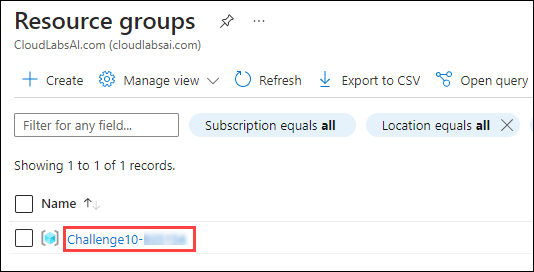 Resource groups
CloudLabsAI.com (cloudlabsai.com)
+ Create Manage view Refresh Export to CSV Open query
Filter for any field... Subscription equals all Location equals all
Showing 1 to 1 of 1 records.
Name
Challenge10-